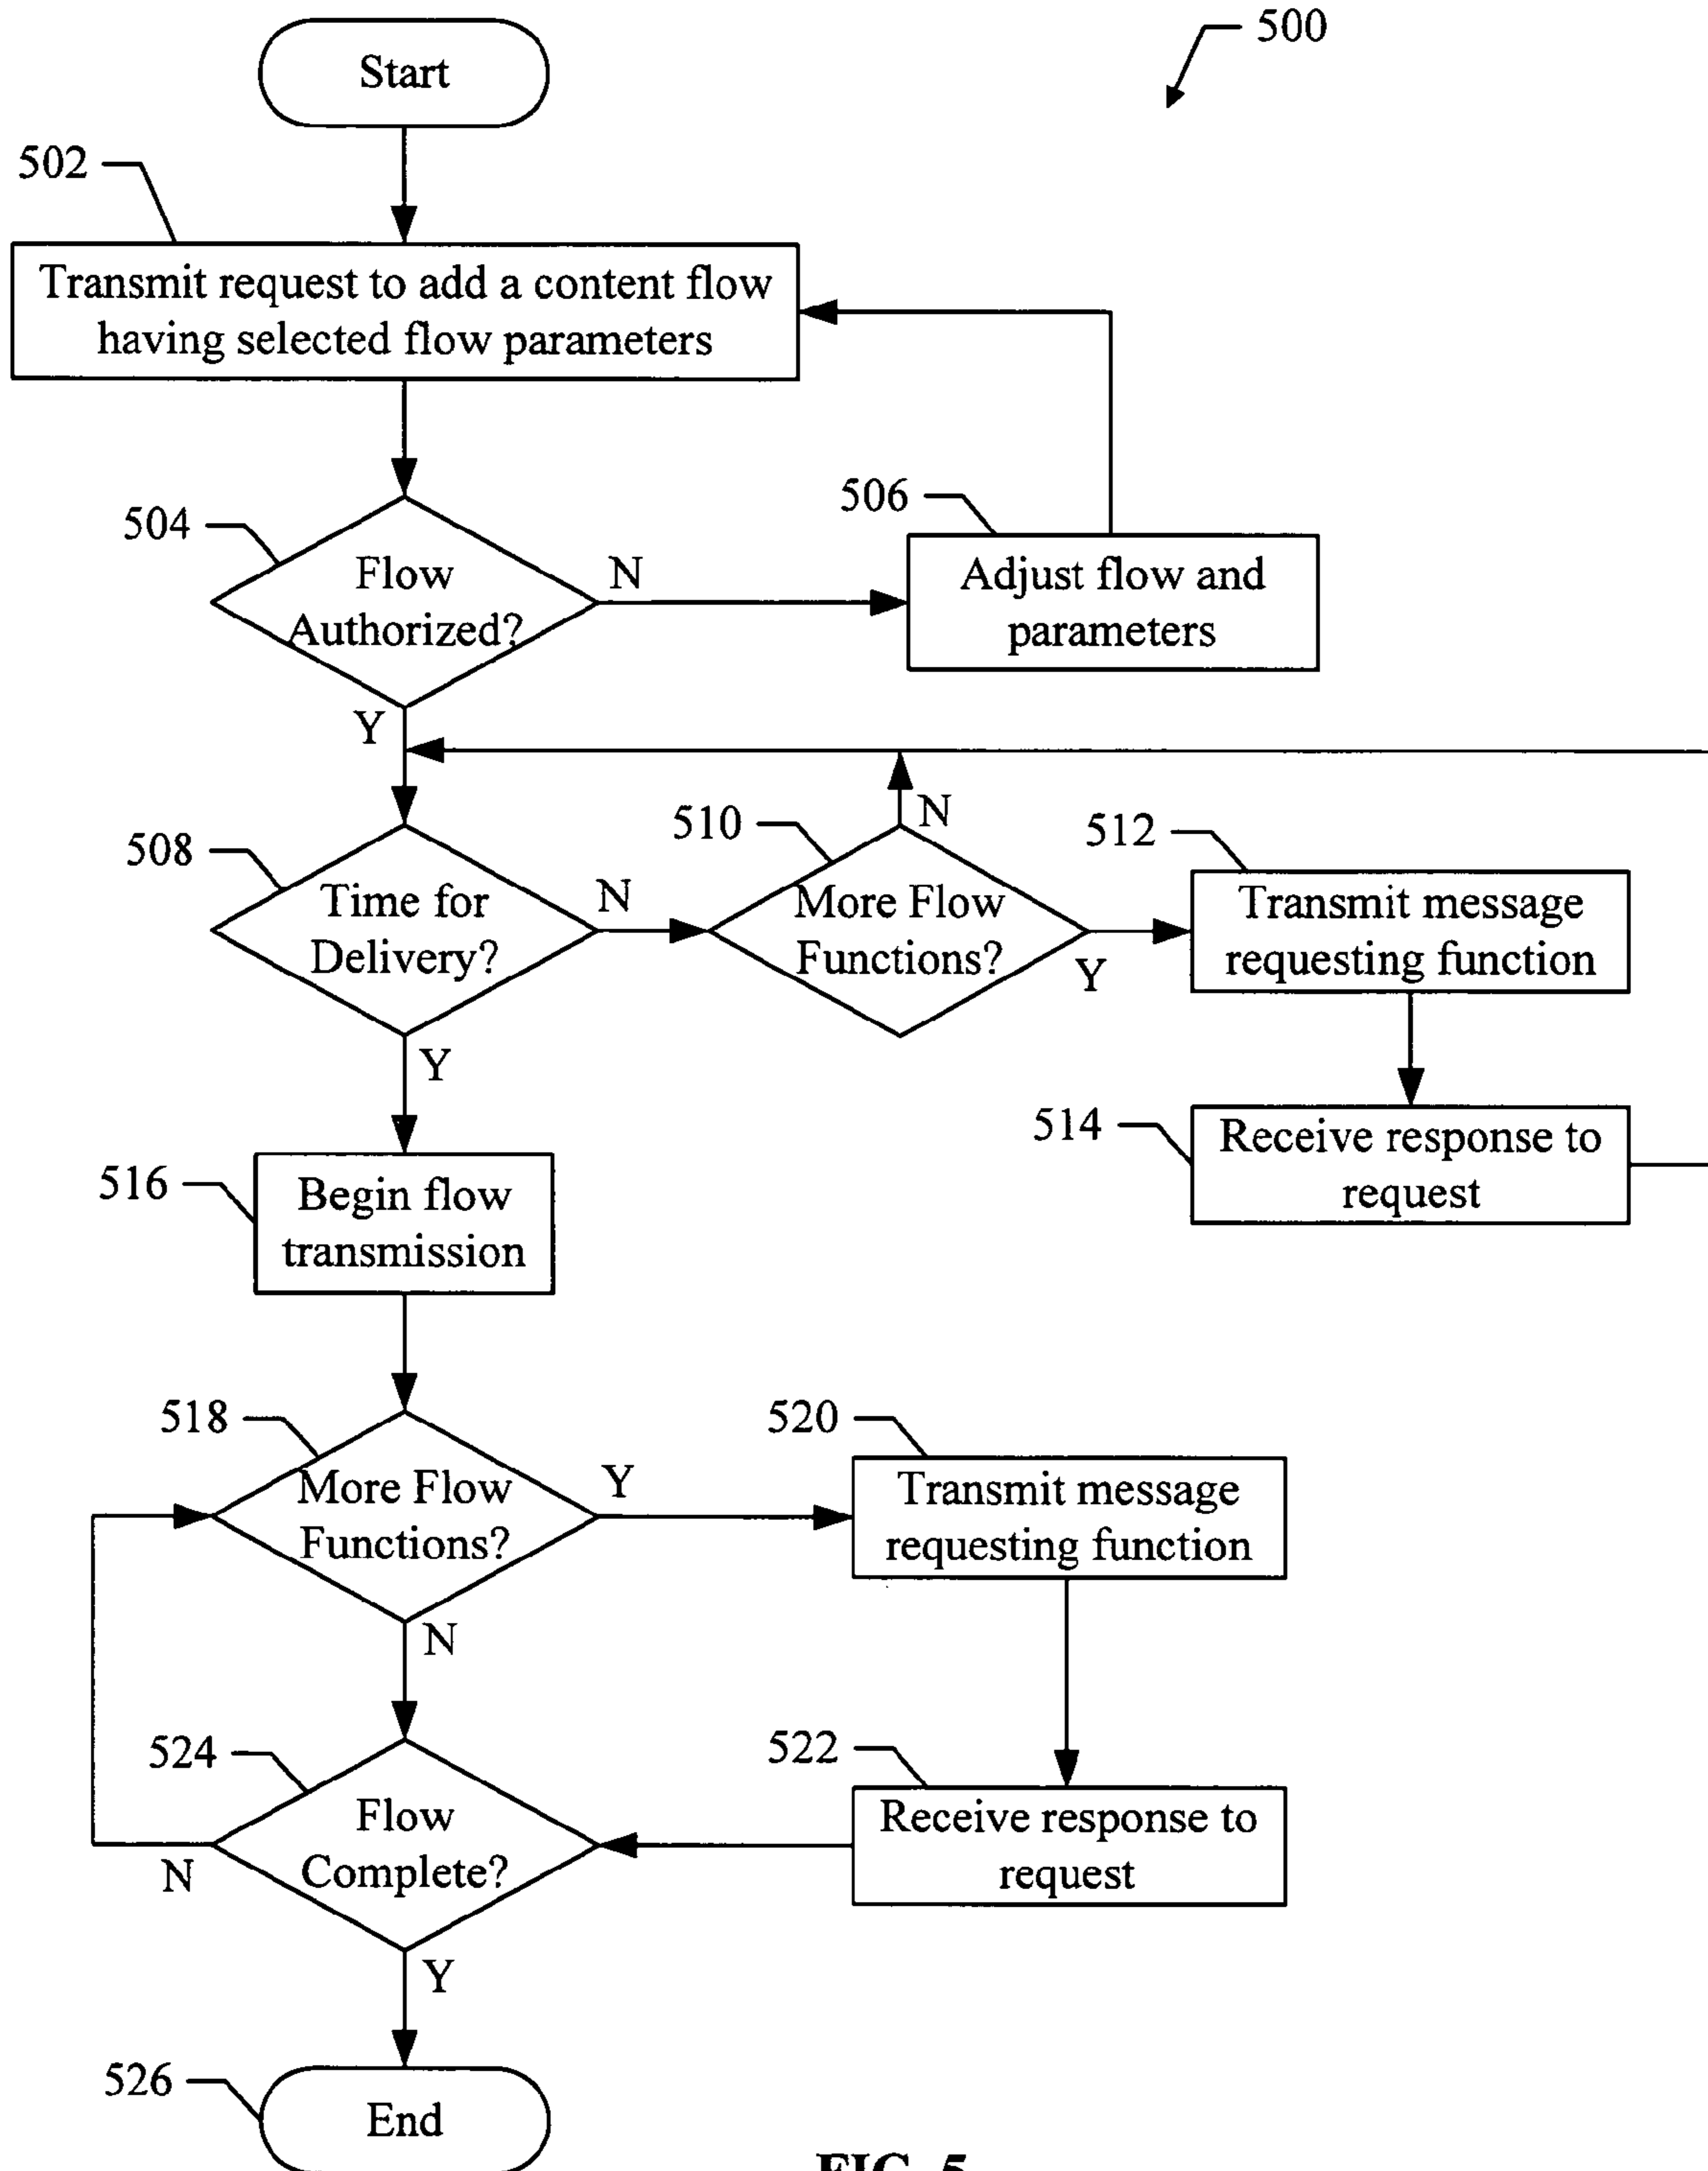 500
Start
502
Transmit request to add a content flow
having selected flow parameters
504
Flow
Authorized?
N
506
Adjust flow and
parameters
Y
508
Time for
Delivery?
N
510
More Flow
Functions?
N
Y
512
Transmit message
requesting function
514
Receive response to
request
Y
516
Begin flow
transmission
518
More Flow
Functions?
Y
520
Transmit message
requesting function
N
522
Receive response to
request
524
Flow
Complete?
N
Y
526
End
FIG. 5